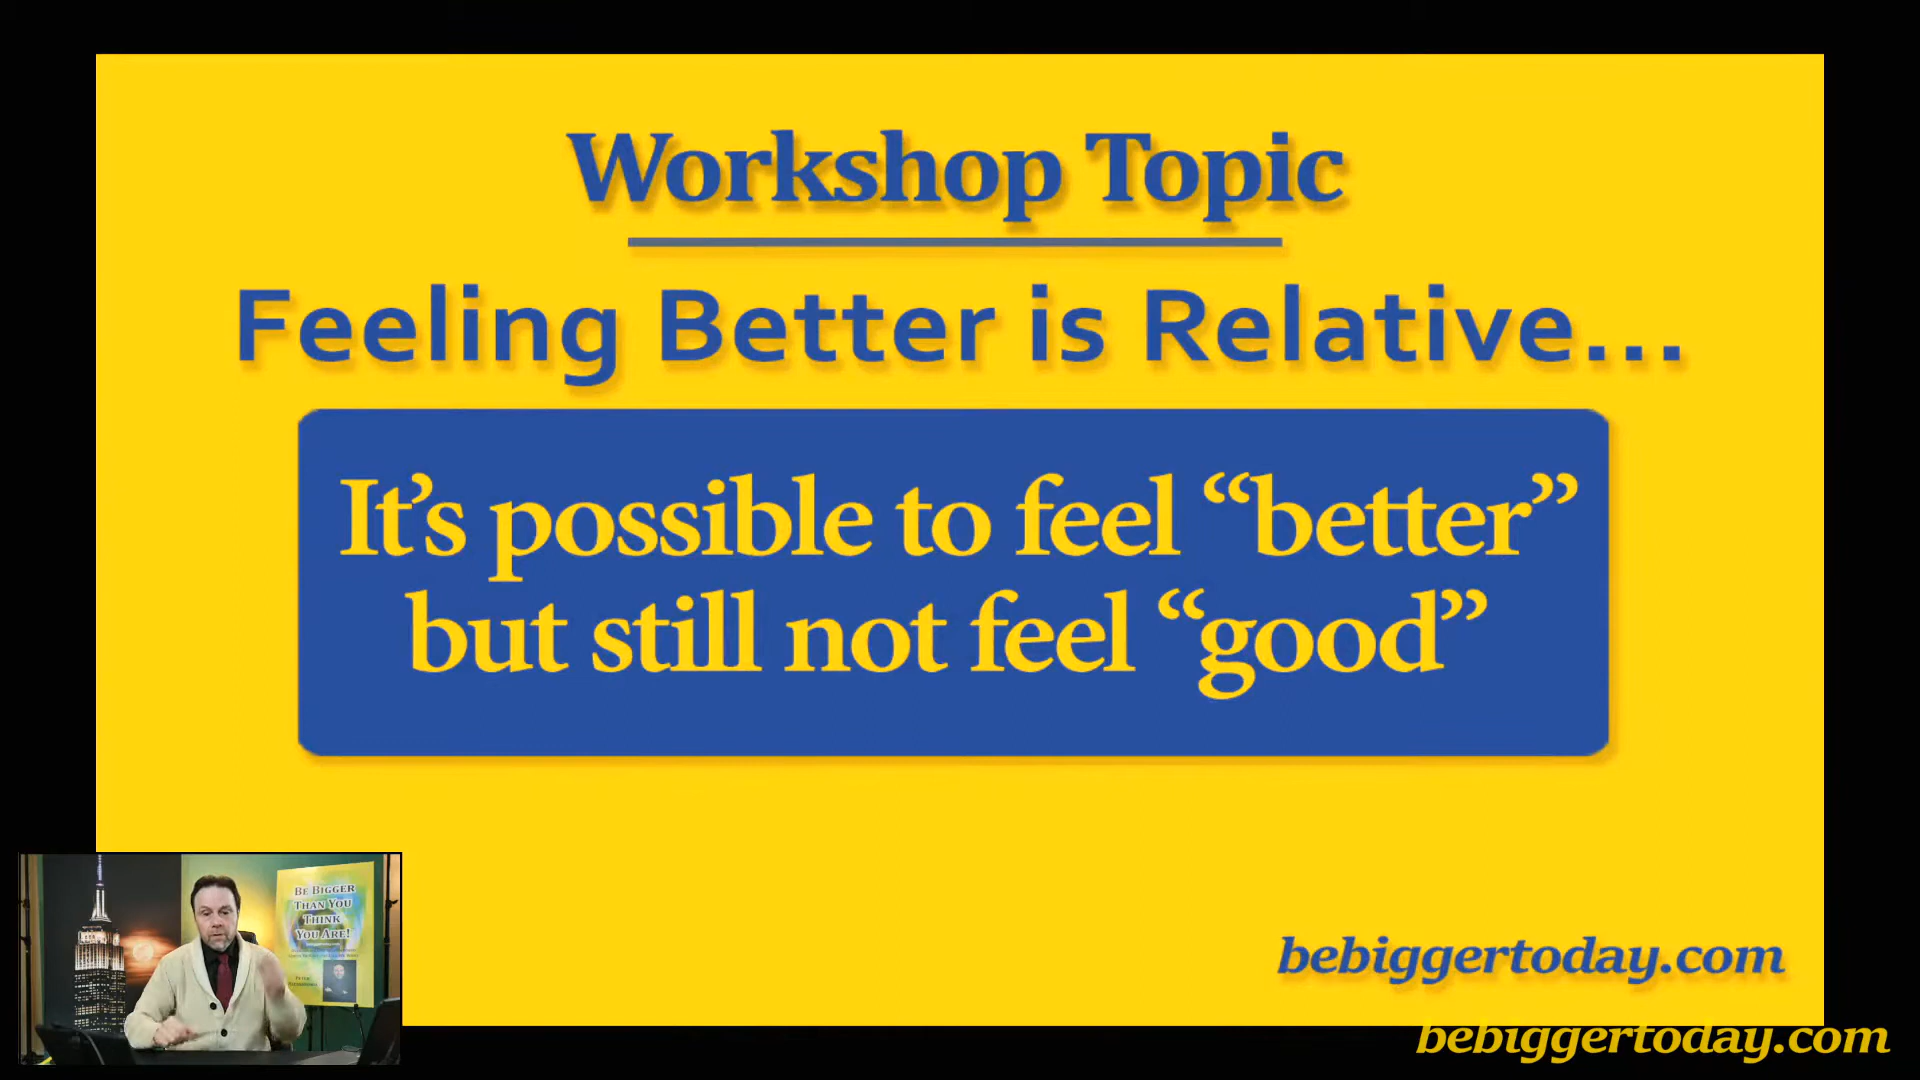 Workshop Topic
Feeling Better is Relative...
It’s possible to feel “better”
but still not feel “good”
BE BIGGER
THAN YOU
THINK
YOU ARE!
bebiggertoday.com
bebiggertoday.com